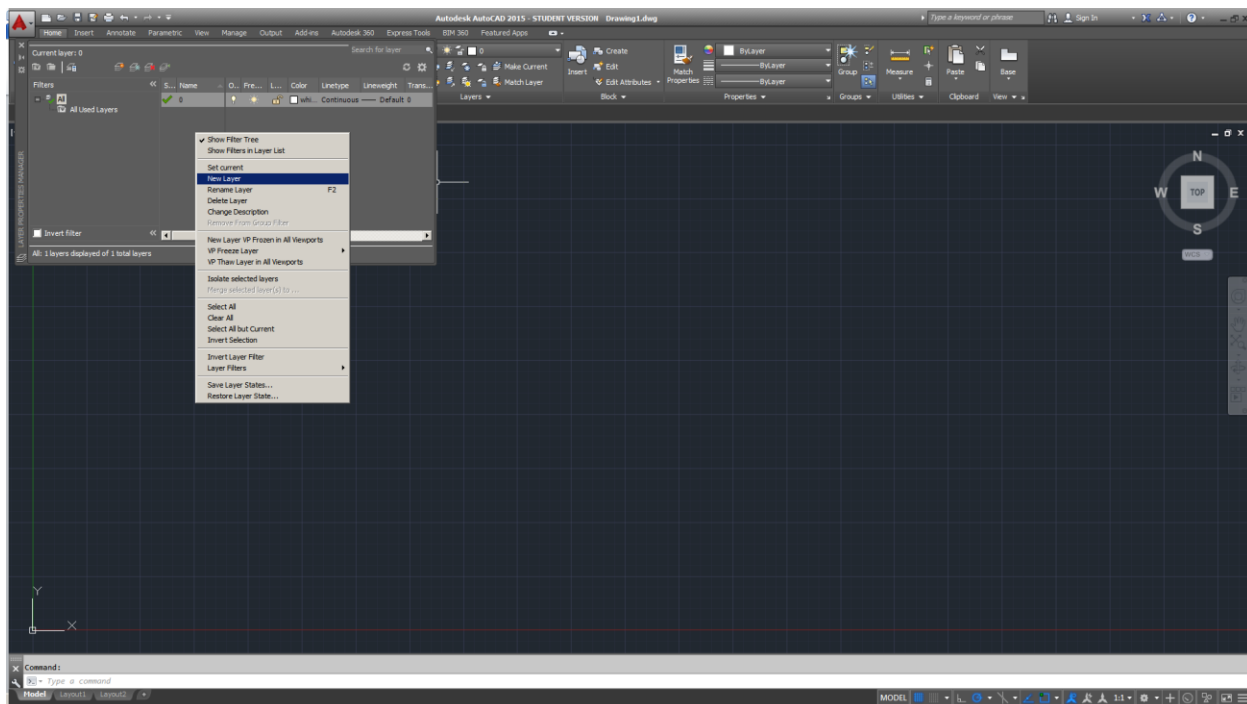 Autodesk AutoCAD 2015 - STUDENT VERSION Drawing1.dwg
Type a keyword or phrase
Sign In
Home Insert Annotate Parametric View Manage Output Add-ins Autodesk 360 Express Tools BIM 360 Featured Apps
Current layer: 0
Search for layer
Filters
S... Name O.. Fre... L... Color Linetype Lineweight Trans...
All
0 whi... Continuous Default 0
All Used Layers
Invert filter
All: 1 layers displayed of 1 total layers
LAYER PROPERTIES MANAGER
0
Make Current
Match Layer
Layers
Insert
Create
Edit
Edit Attributes
Block
Match
Properties
ByLayer
ByLayer
ByLayer
Properties
Group
Groups
Measure
Utilities
Paste
Clipboard
Base
View
Show Filter Tree
Show Filters in Layer List
Set current
New Layer
Rename Layer F2
Delete Layer
Change Description
Remove From Group Filter
New Layer VP Frozen in All Viewports
VP Freeze Layer
VP Thaw Layer in All Viewports
Isolate selected layers
Merge selected layer(s) to ...
Select All
Clear All
Select All but Current
Invert Selection
Invert Layer Filter
Layer Filters
Save Layer States...
Restore Layer State...
N
W TOP E
S
WCS
Y
X
Command:
Type a command
Model Layout1 Layout2 +
MODEL 1:1